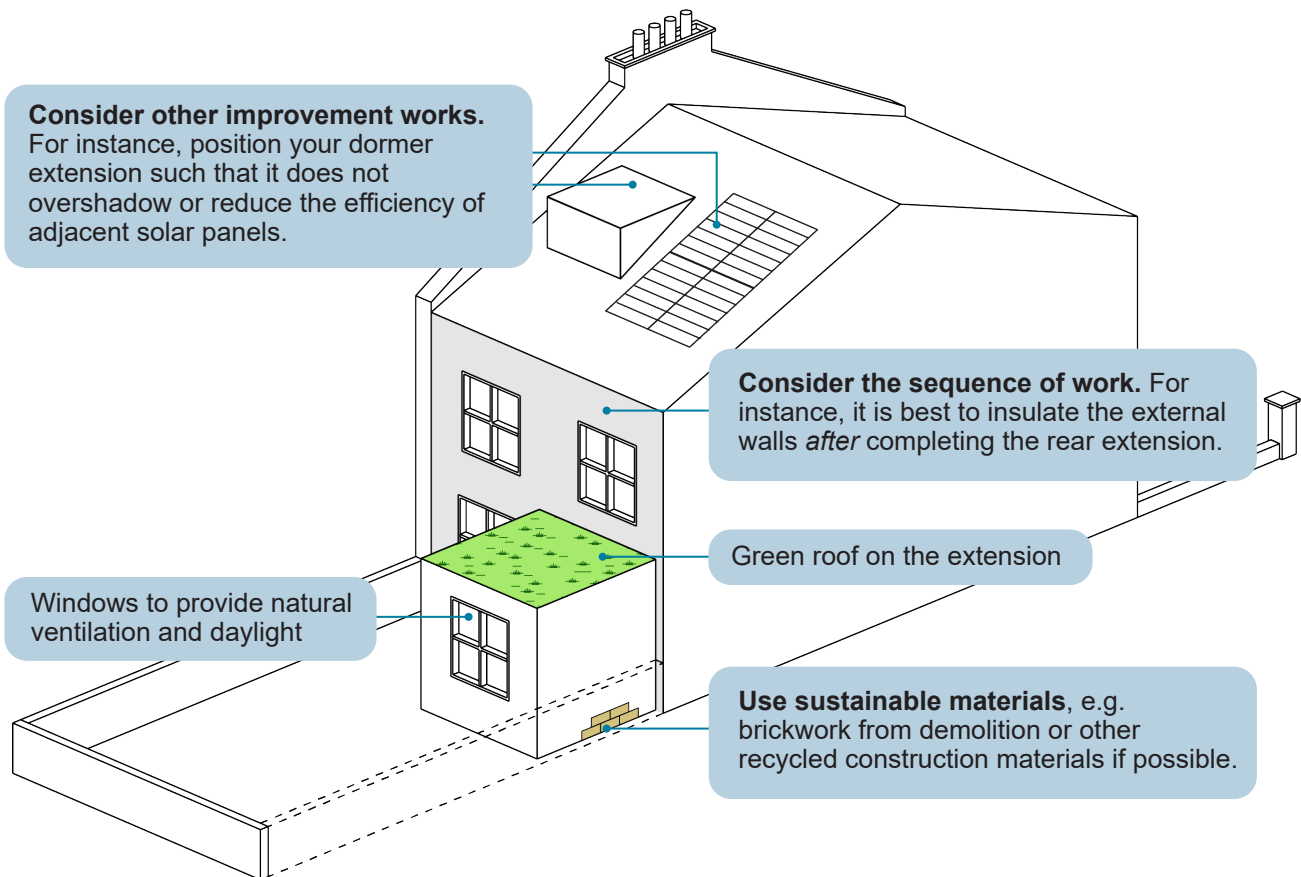 Consider other improvement works.
For instance, position your dormer
extension such that it does not
overshadow or reduce the efficiency of
adjacent solar panels.
Consider the sequence of work. For
instance, it is best to insulate the external
walls after completing the rear extension.
Green roof on the extension
Windows to provide natural
ventilation and daylight
Use sustainable materials, e.g.
brickwork from demolition or other
recycled construction materials if possible.